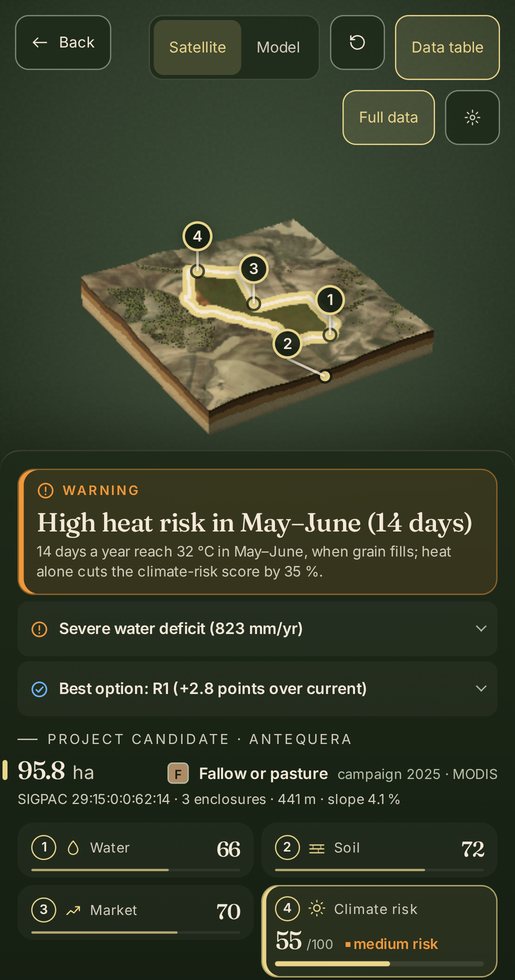 Back
Satellite
Model
Data table
Full data
4
3
1
2
WARNING
High heat risk in May–June (14 days)
14 days a year reach 32 °C in May–June, when grain fills; heat
alone cuts the climate-risk score by 35 %.
Severe water deficit (823 mm/yr)
Best option: R1 (+2.8 points over current)
PROJECT CANDIDATE · ANTEQUERA
95.8 ha F Fallow or pasture campaign 2025 · MODIS
SIGPAC 29:15:0:0:62:14 · 3 enclosures · 441 m · slope 4.1 %
1 Water 66
2 Soil 72
3 Market 70
4 Climate risk
55 /100 medium risk